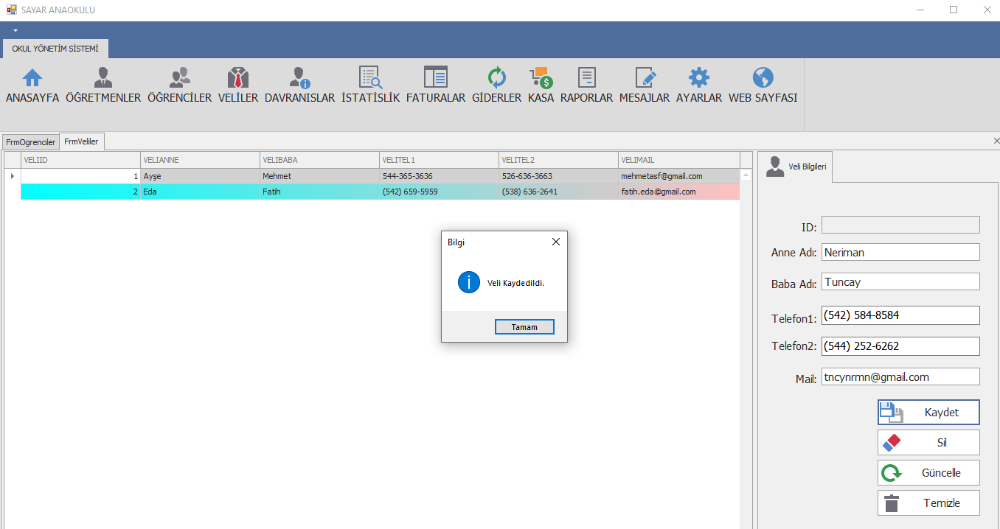 SAYAR ANAOKULU
OKUL YÖNETİM SİSTEMİ
ANASAYFA ÖĞRETMENLER ÖĞRENCİLER VELİLER DAVRANISLAR İSTATİSLİK FATURALAR GİDERLER KASA RAPORLAR MESAJLAR AYARLAR WEB SAYFASI
FrmOgrenciler FrmVeliler
VELIID VELIANNE VELIBABA VELITEL1 VELITEL2 VELIMAIL
1 Ayşe Mehmet 544-365-3636 526-636-3663 mehmetasf@gmail.com
2 Eda Fatih (542) 659-5959 (538) 636-2641 fatih.eda@gmail.com
Bilgi
Veli Kaydedildi.
Tamam
Veli Bilgileri
ID:
Anne Adı: Neriman
Baba Adı: Tuncay
Telefon1: (542) 584-8584
Telefon2: (544) 252-6262
Mail: tncynrmn@gmail.com
Kaydet
Sil
Güncelle
Temizle